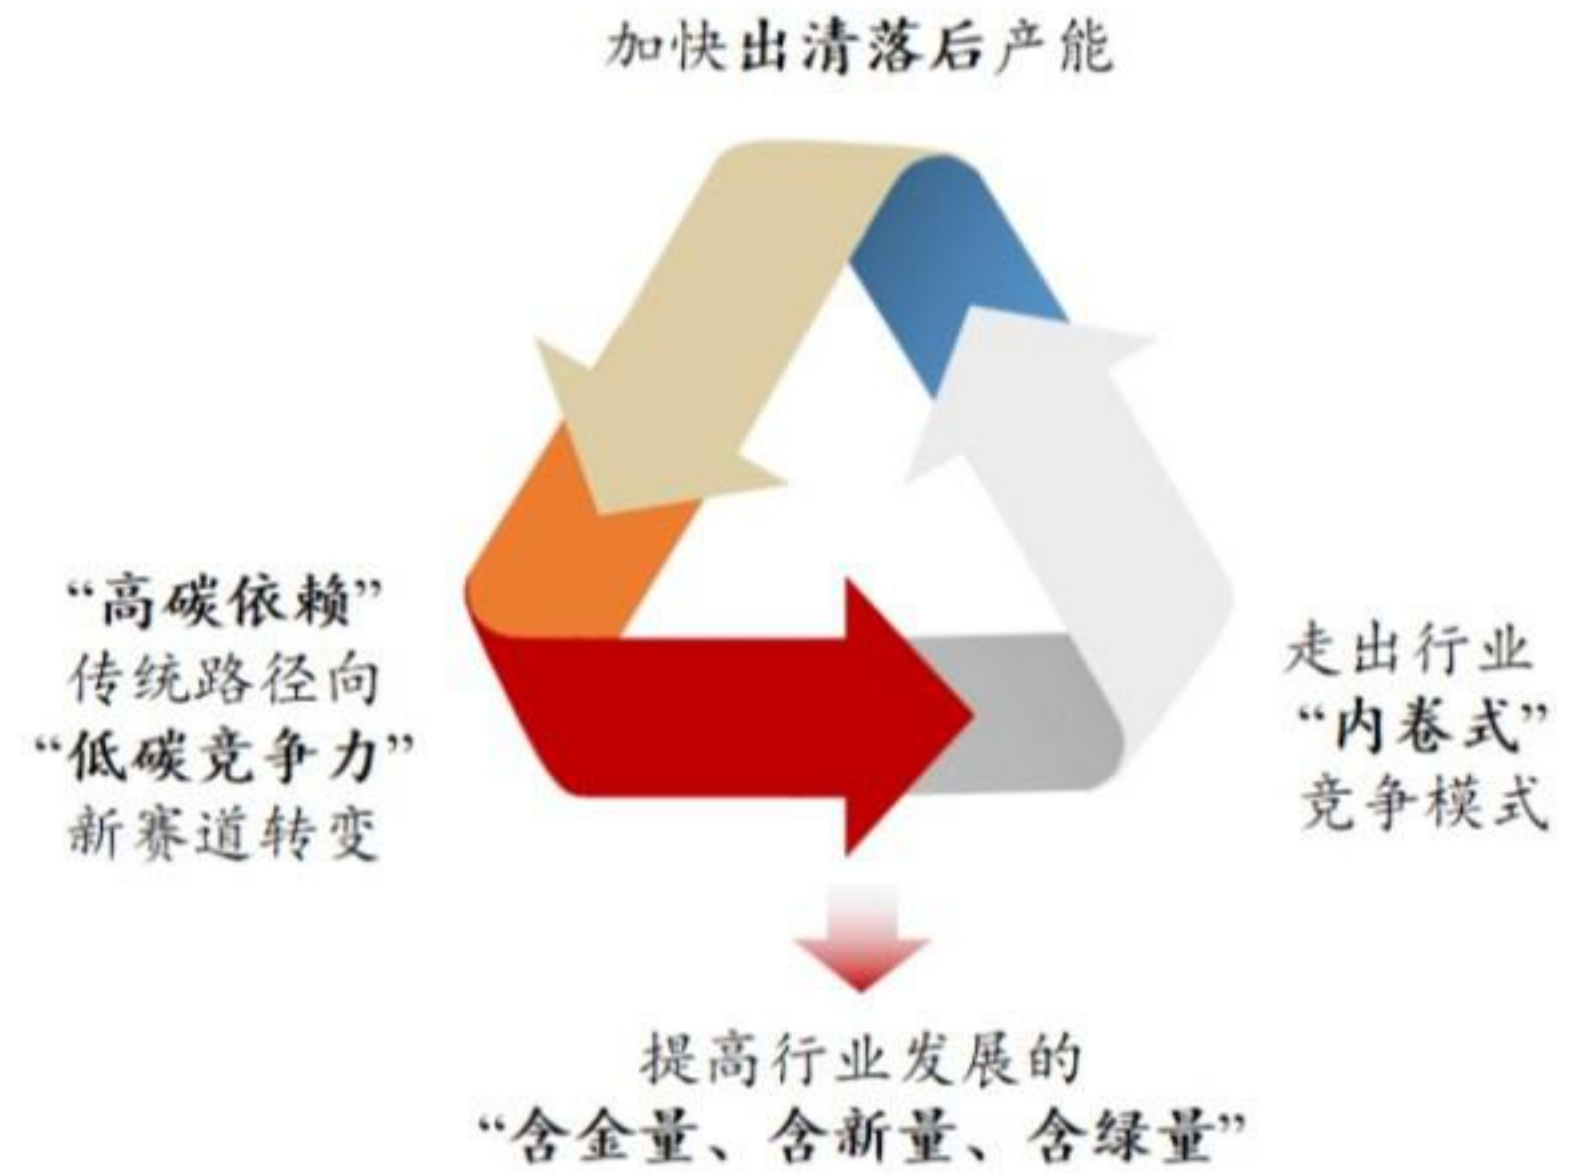 加快出清落后产能
“高碳依赖”
传统路径向
“低碳竞争力”
新赛道转变
走出行业
“内卷式”
竞争模式
提高行业发展的
“含金量、含新量、含绿量”